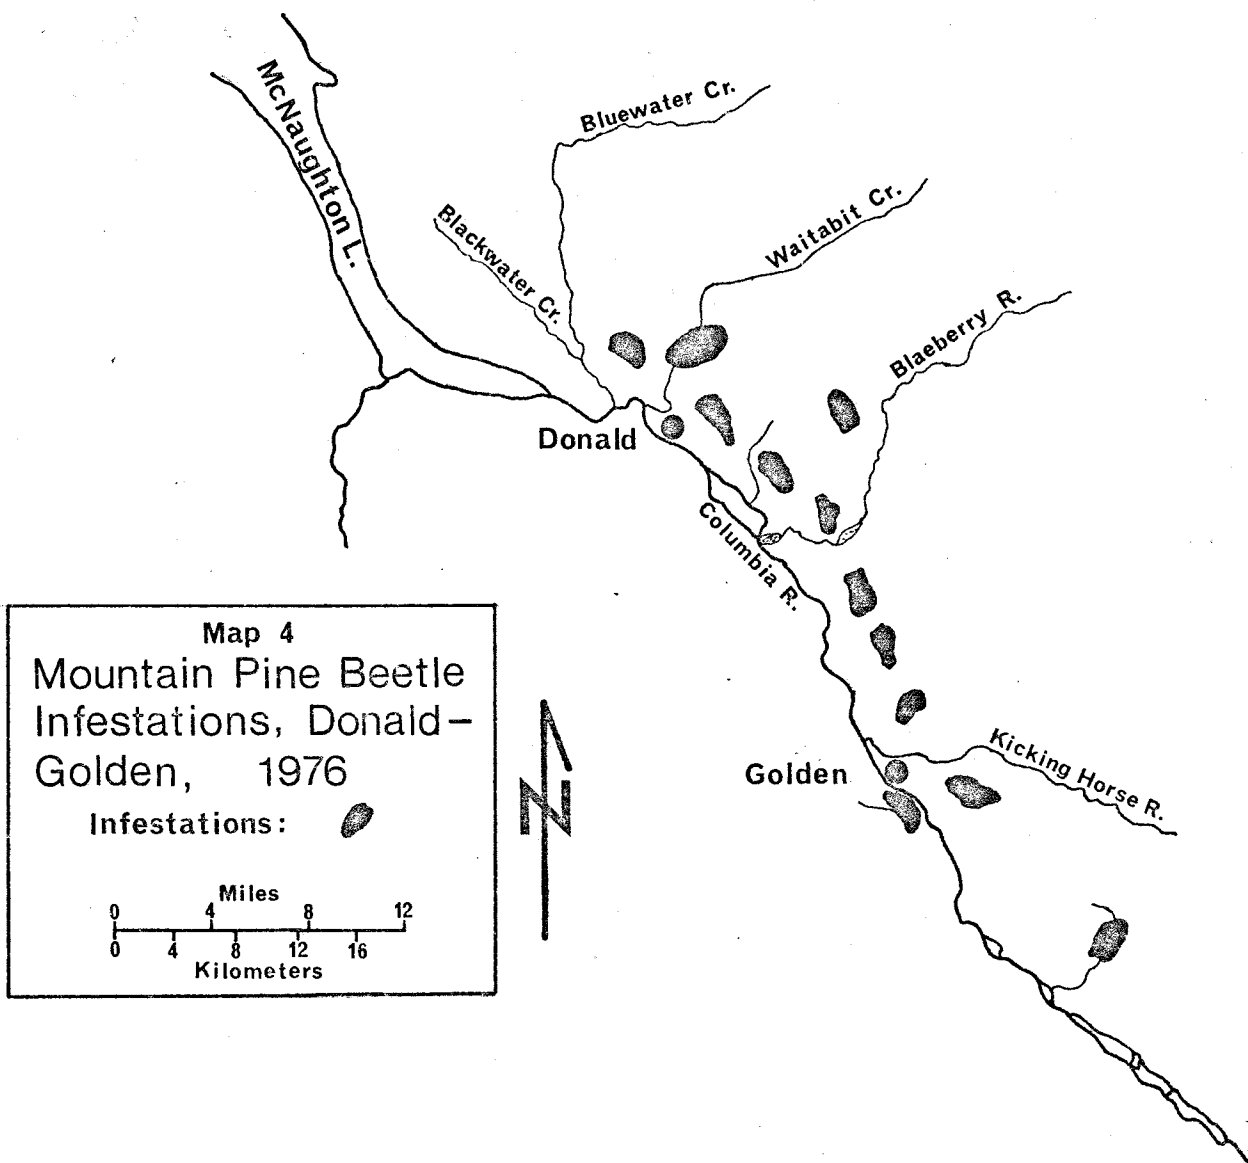 McNaughton L.
Bluewater Cr.
Blackwater Cr.
Waitabit Cr.
Blaeberry R.
Donald
Columbia R.
Golden
Kicking Horse R.
Map 4
Mountain Pine Beetle
Infestations, Donald-
Golden, 1976
Infestations:
Miles
0 4 8 12
0 4 8 12 16
Kilometers
N